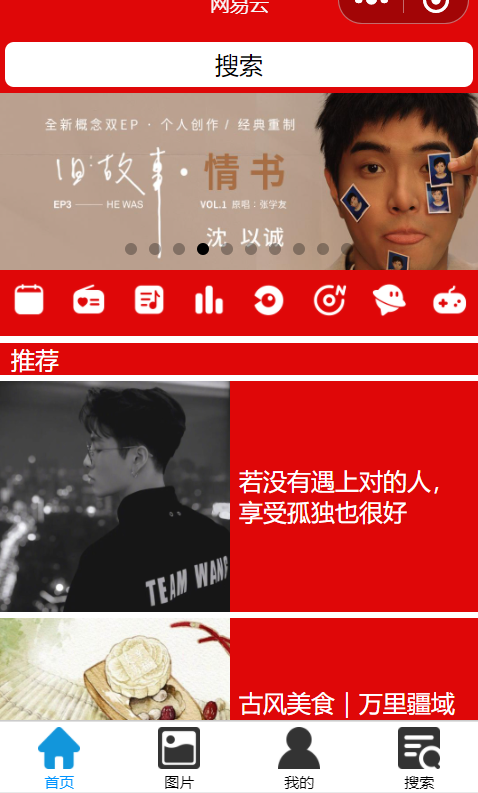 网易云
搜索
全新概念双EP · 个人创作 / 经典重制
旧故事 · 情书
EP3 —— HE WAS
VOL.1 原唱：张学友
沈 以诚
推荐
若没有遇上对的人，
享受孤独也很好
TEAM WANG
古风美食｜万里疆域
首页
图片
我的
搜索